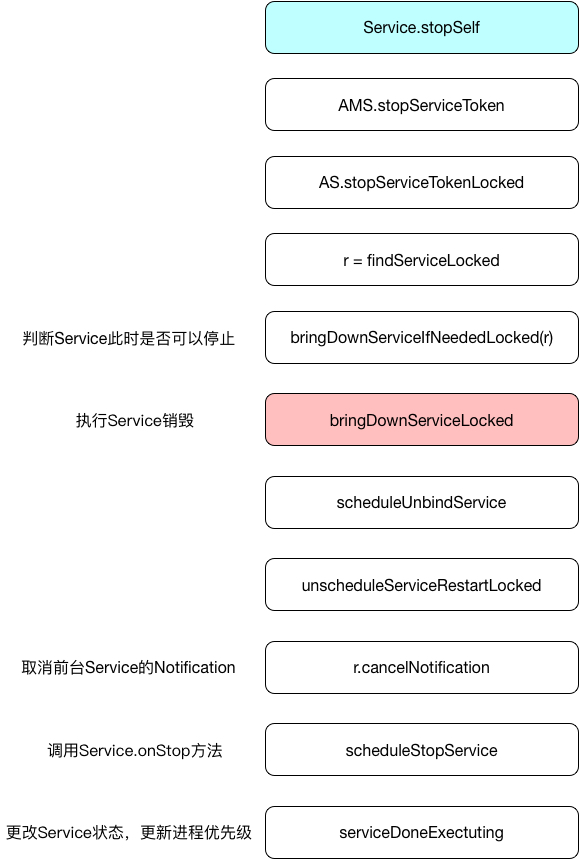 Service.stopSelf
AMS.stopServiceToken
AS.stopServiceTokenLocked
r = findServiceLocked
判断Service此时是否可以停止
bringDownServiceIfNeededLocked(r)
执行Service销毁
bringDownServiceLocked
scheduleUnbindService
unscheduleServiceRestartLocked
取消前台Service的Notification
r.cancelNotification
调用Service.onStop方法
scheduleStopService
更改Service状态，更新进程优先级
serviceDoneExectuting